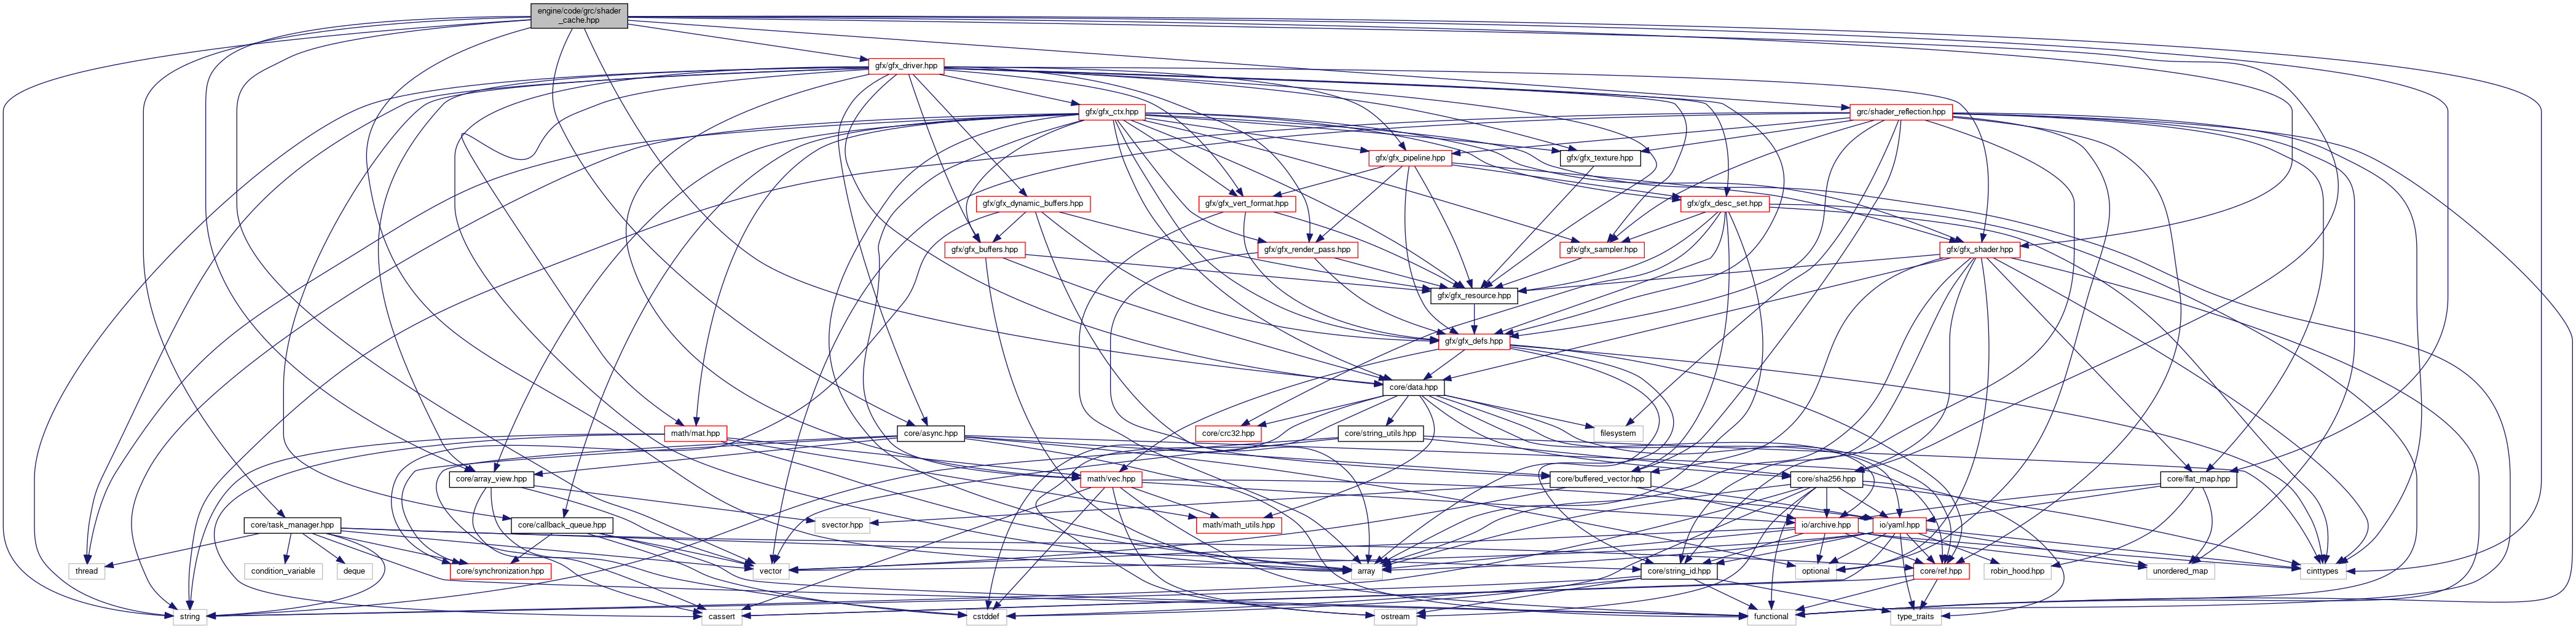 engine/code/grc/shader
_cache.hpp
gfx/gfx_driver.hpp
gfx/gfx_ctx.hpp
grc/shader_reflection.hpp
gfx/gfx_pipeline.hpp
gfx/gfx_texture.hpp
gfx/gfx_dynamic_buffers.hpp
gfx/gfx_vert_format.hpp
gfx/gfx_desc_set.hpp
gfx/gfx_buffers.hpp
gfx/gfx_render_pass.hpp
gfx/gfx_sampler.hpp
gfx/gfx_shader.hpp
gfx/gfx_resource.hpp
gfx/gfx_defs.hpp
core/data.hpp
math/mat.hpp
core/async.hpp
core/crc32.hpp
core/string_utils.hpp
filesystem
core/array_view.hpp
math/vec.hpp
core/buffered_vector.hpp
core/sha256.hpp
core/flat_map.hpp
core/task_manager.hpp
core/callback_queue.hpp
svector.hpp
math/math_utils.hpp
io/archive.hpp
io/yaml.hpp
thread
condition_variable
deque
core/synchronization.hpp
vector
array
core/string_id.hpp
optional
core/ref.hpp
robin_hood.hpp
unordered_map
cinttypes
string
cassert
cstddef
ostream
functional
type_traits